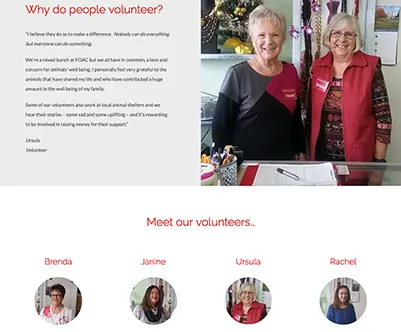 Why do people volunteer?
"I believe they do so to make a difference. Nobody can do everything
but everyone can do something.
We're a mixed bunch at FOAC but we all have in common, a love and
concern for animals' well being. I personally feel very grateful to the
animals that have shared my life and who have contributed a huge
amount to the well being of my family.
Some of our volunteers also work at local animal shelters and we
hear their stories – some sad and some uplifting – and it's rewarding
to be involved in raising money for their support."
Ursula
Volunteer
Meet our volunteers...
Brenda
Janine
Ursula
Rachel